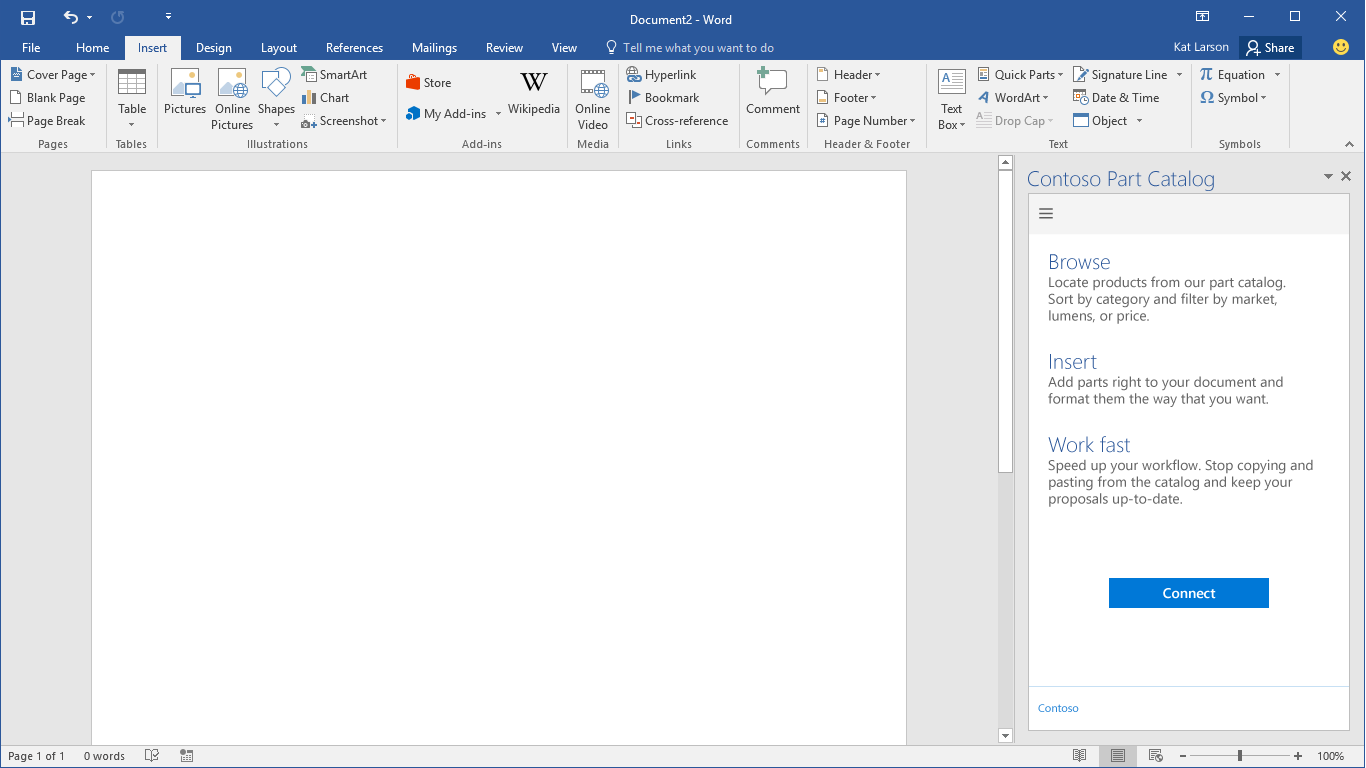 Document2 - Word
File Home Insert Design Layout References Mailings Review View Tell me what you want to do Kat Larson Share
Cover Page
Blank Page
Page Break
Pages
Table
Tables
Pictures
Online
Pictures
Shapes
SmartArt
Chart
Screenshot
Illustrations
Store
My Add-ins
W
Wikipedia
Add-ins
Online
Video
Media
Hyperlink
Bookmark
Cross-reference
Links
Comment
Comments
Header
Footer
Page Number
Header & Footer
Text
Box
Quick Parts
WordArt
Drop Cap
Signature Line
Date & Time
Object
Text
π Equation
Ω Symbol
Symbols
Contoso Part Catalog
Browse
Locate products from our part catalog.
Sort by category and filter by market,
lumens, or price.
Insert
Add parts right to your document and
format them the way that you want.
Work fast
Speed up your workflow. Stop copying and
pasting from the catalog and keep your
proposals up-to-date.
Connect
Contoso
Page 1 of 1 0 words 100%